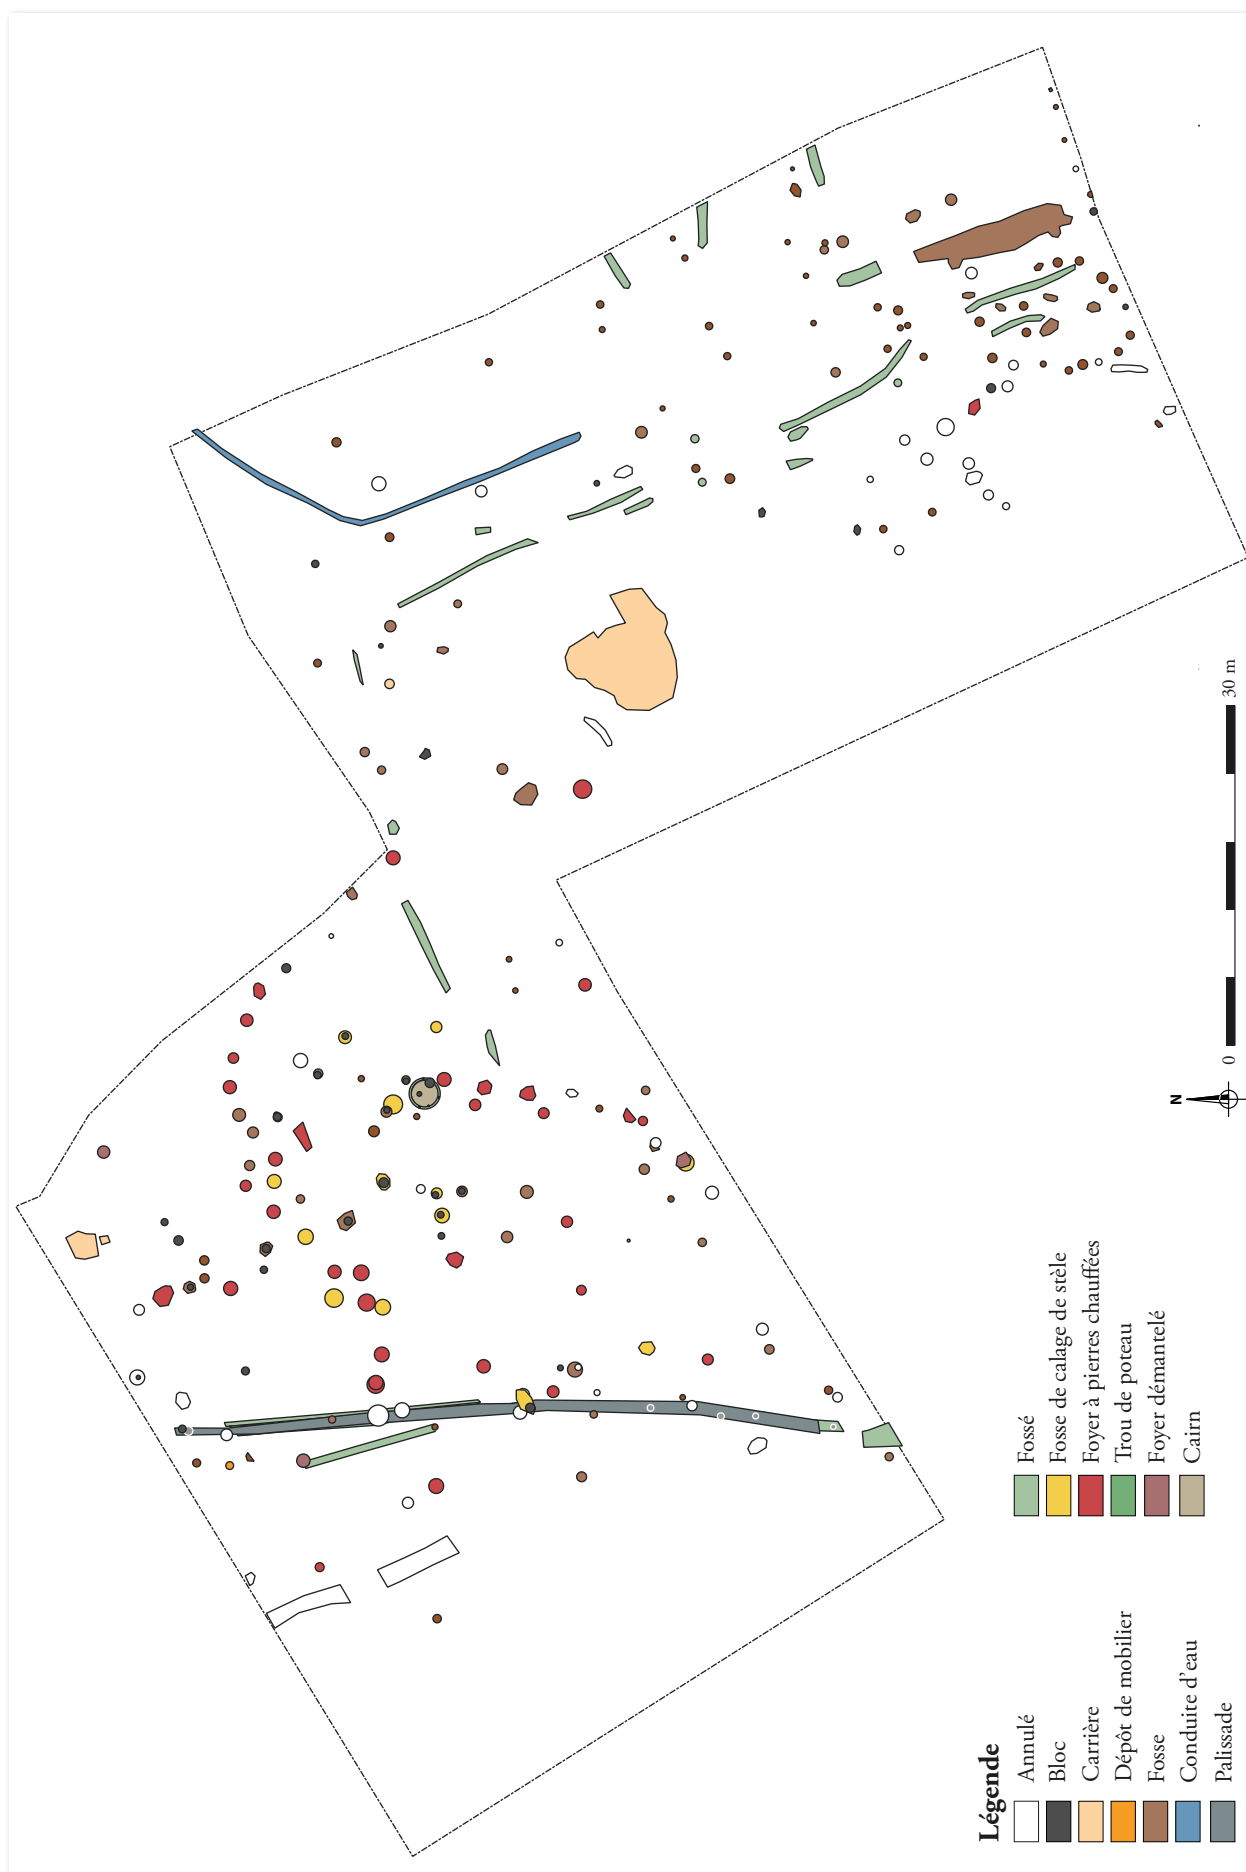 Légende
Annulé
Bloc
Carrière
Dépôt de mobilier
Fosse
Conduite d'eau
Palissade
Fossé
Fosse de calage de stèle
Foyer à pierres chauffées
Trou de poteau
Foyer démantelé
Cairn
N
0
30 m